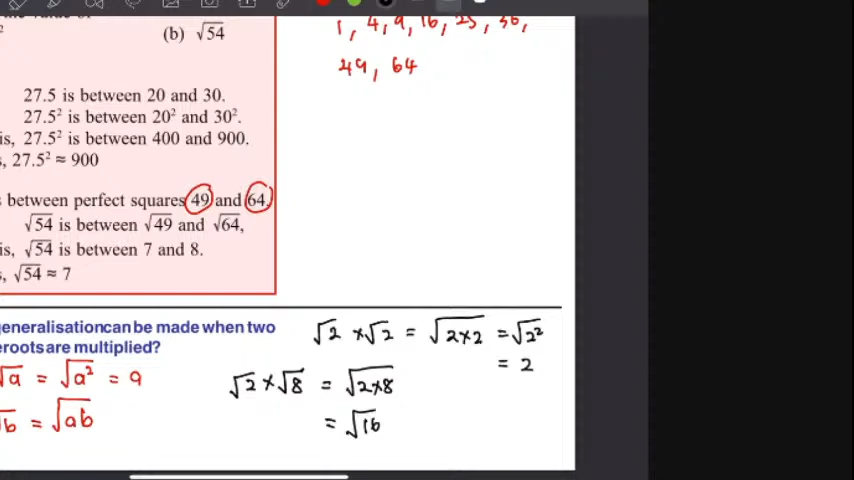 (b) √54
1, 4, 9, 16, 25, 36,
49, 64
27.5 is between 20 and 30.
27.5² is between 20² and 30².
is, 27.5² is between 400 and 900.
27.5² ≈ 900
between perfect squares 49 and 64.
√54 is between √49 and √64,
is, √54 is between 7 and 8.
√54 ≈ 7
generalisation can be made when two
roots are multiplied?
√2 × √2 = √2×2 = √2²
= 2
√a = √a² = a
√2 × √8 = √2×8
√b = √ab
= √16